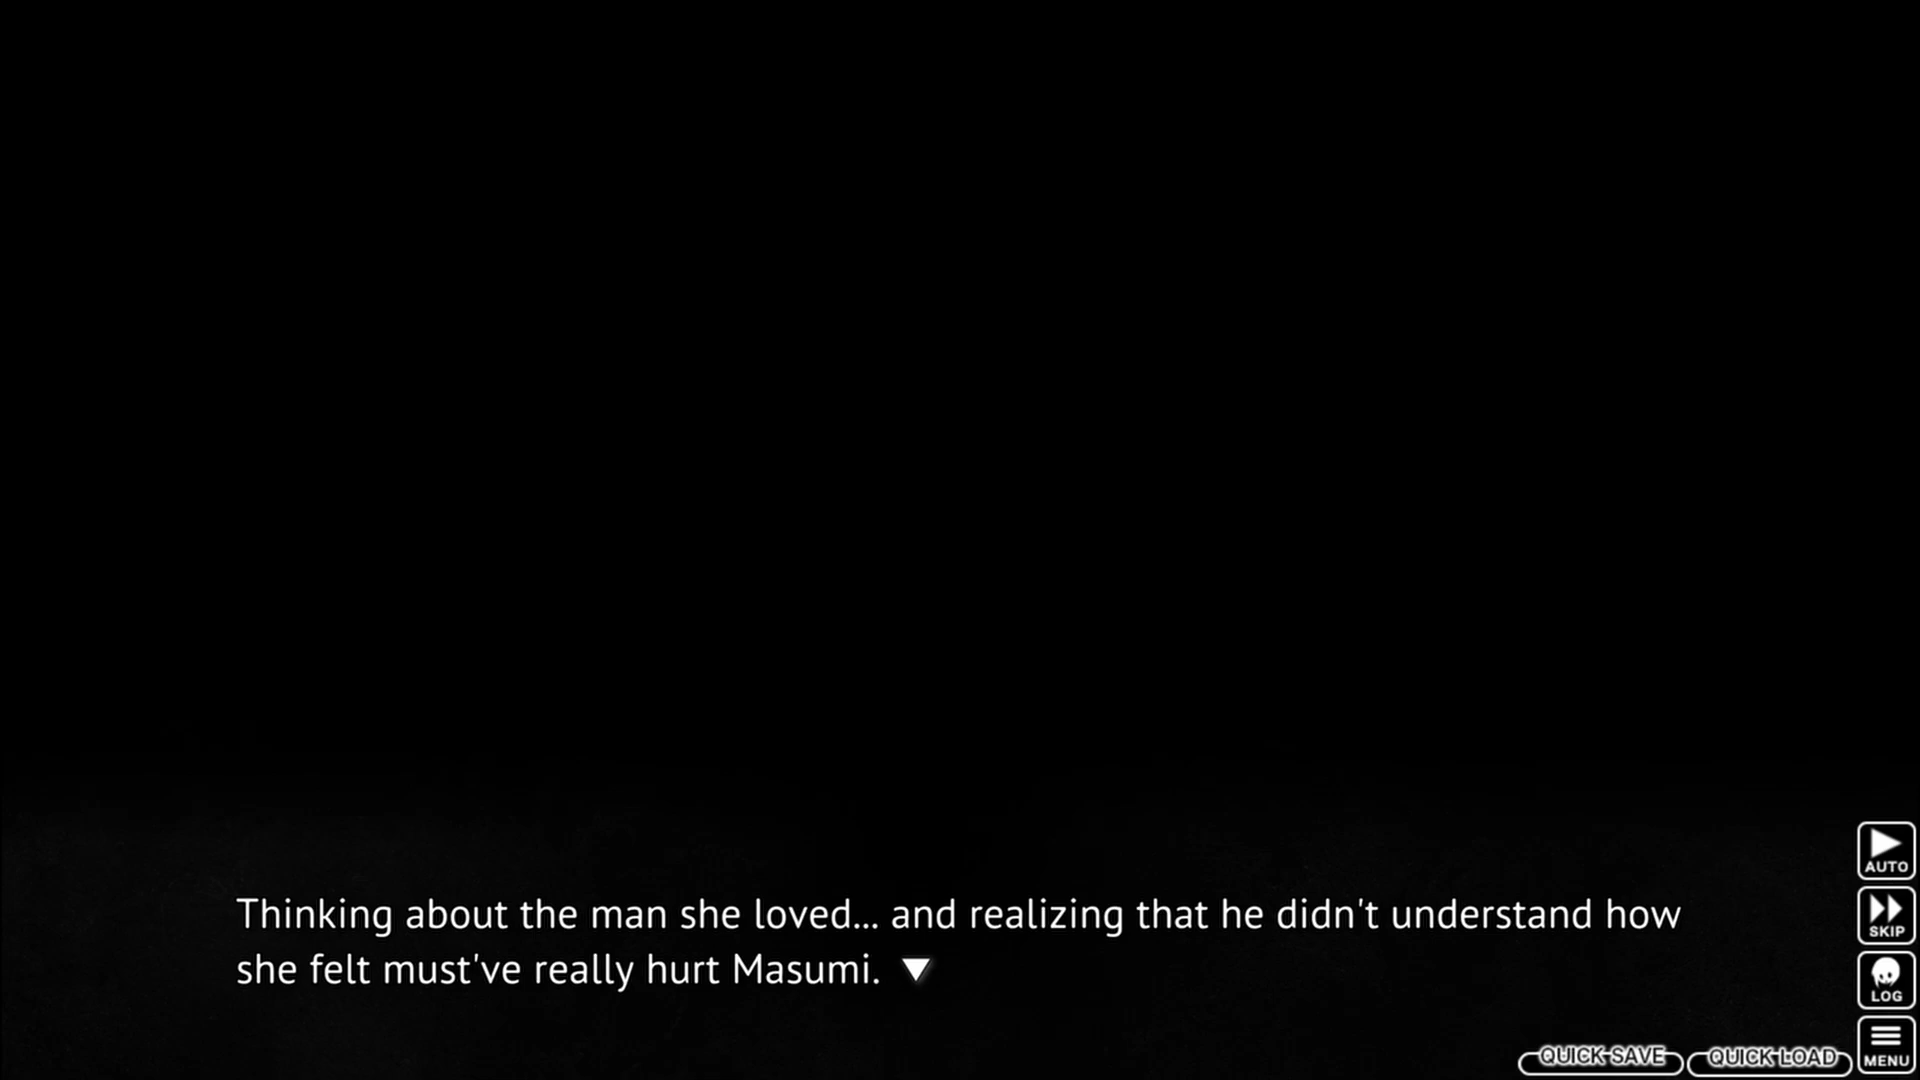 Thinking about the man she loved... and realizing that he didn't understand how
she felt must've really hurt Masumi.
AUTO
SKIP
LOG
MENU
QUICK SAVE
QUICK LOAD